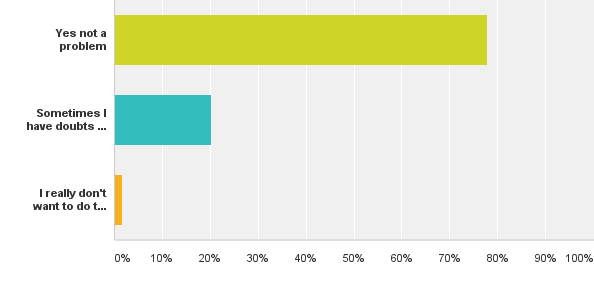 Yes not a
problem
Sometimes I
have doubts ...
I really don't
want to do t...
0% 10% 20% 30% 40% 50% 60% 70% 80% 90% 100%